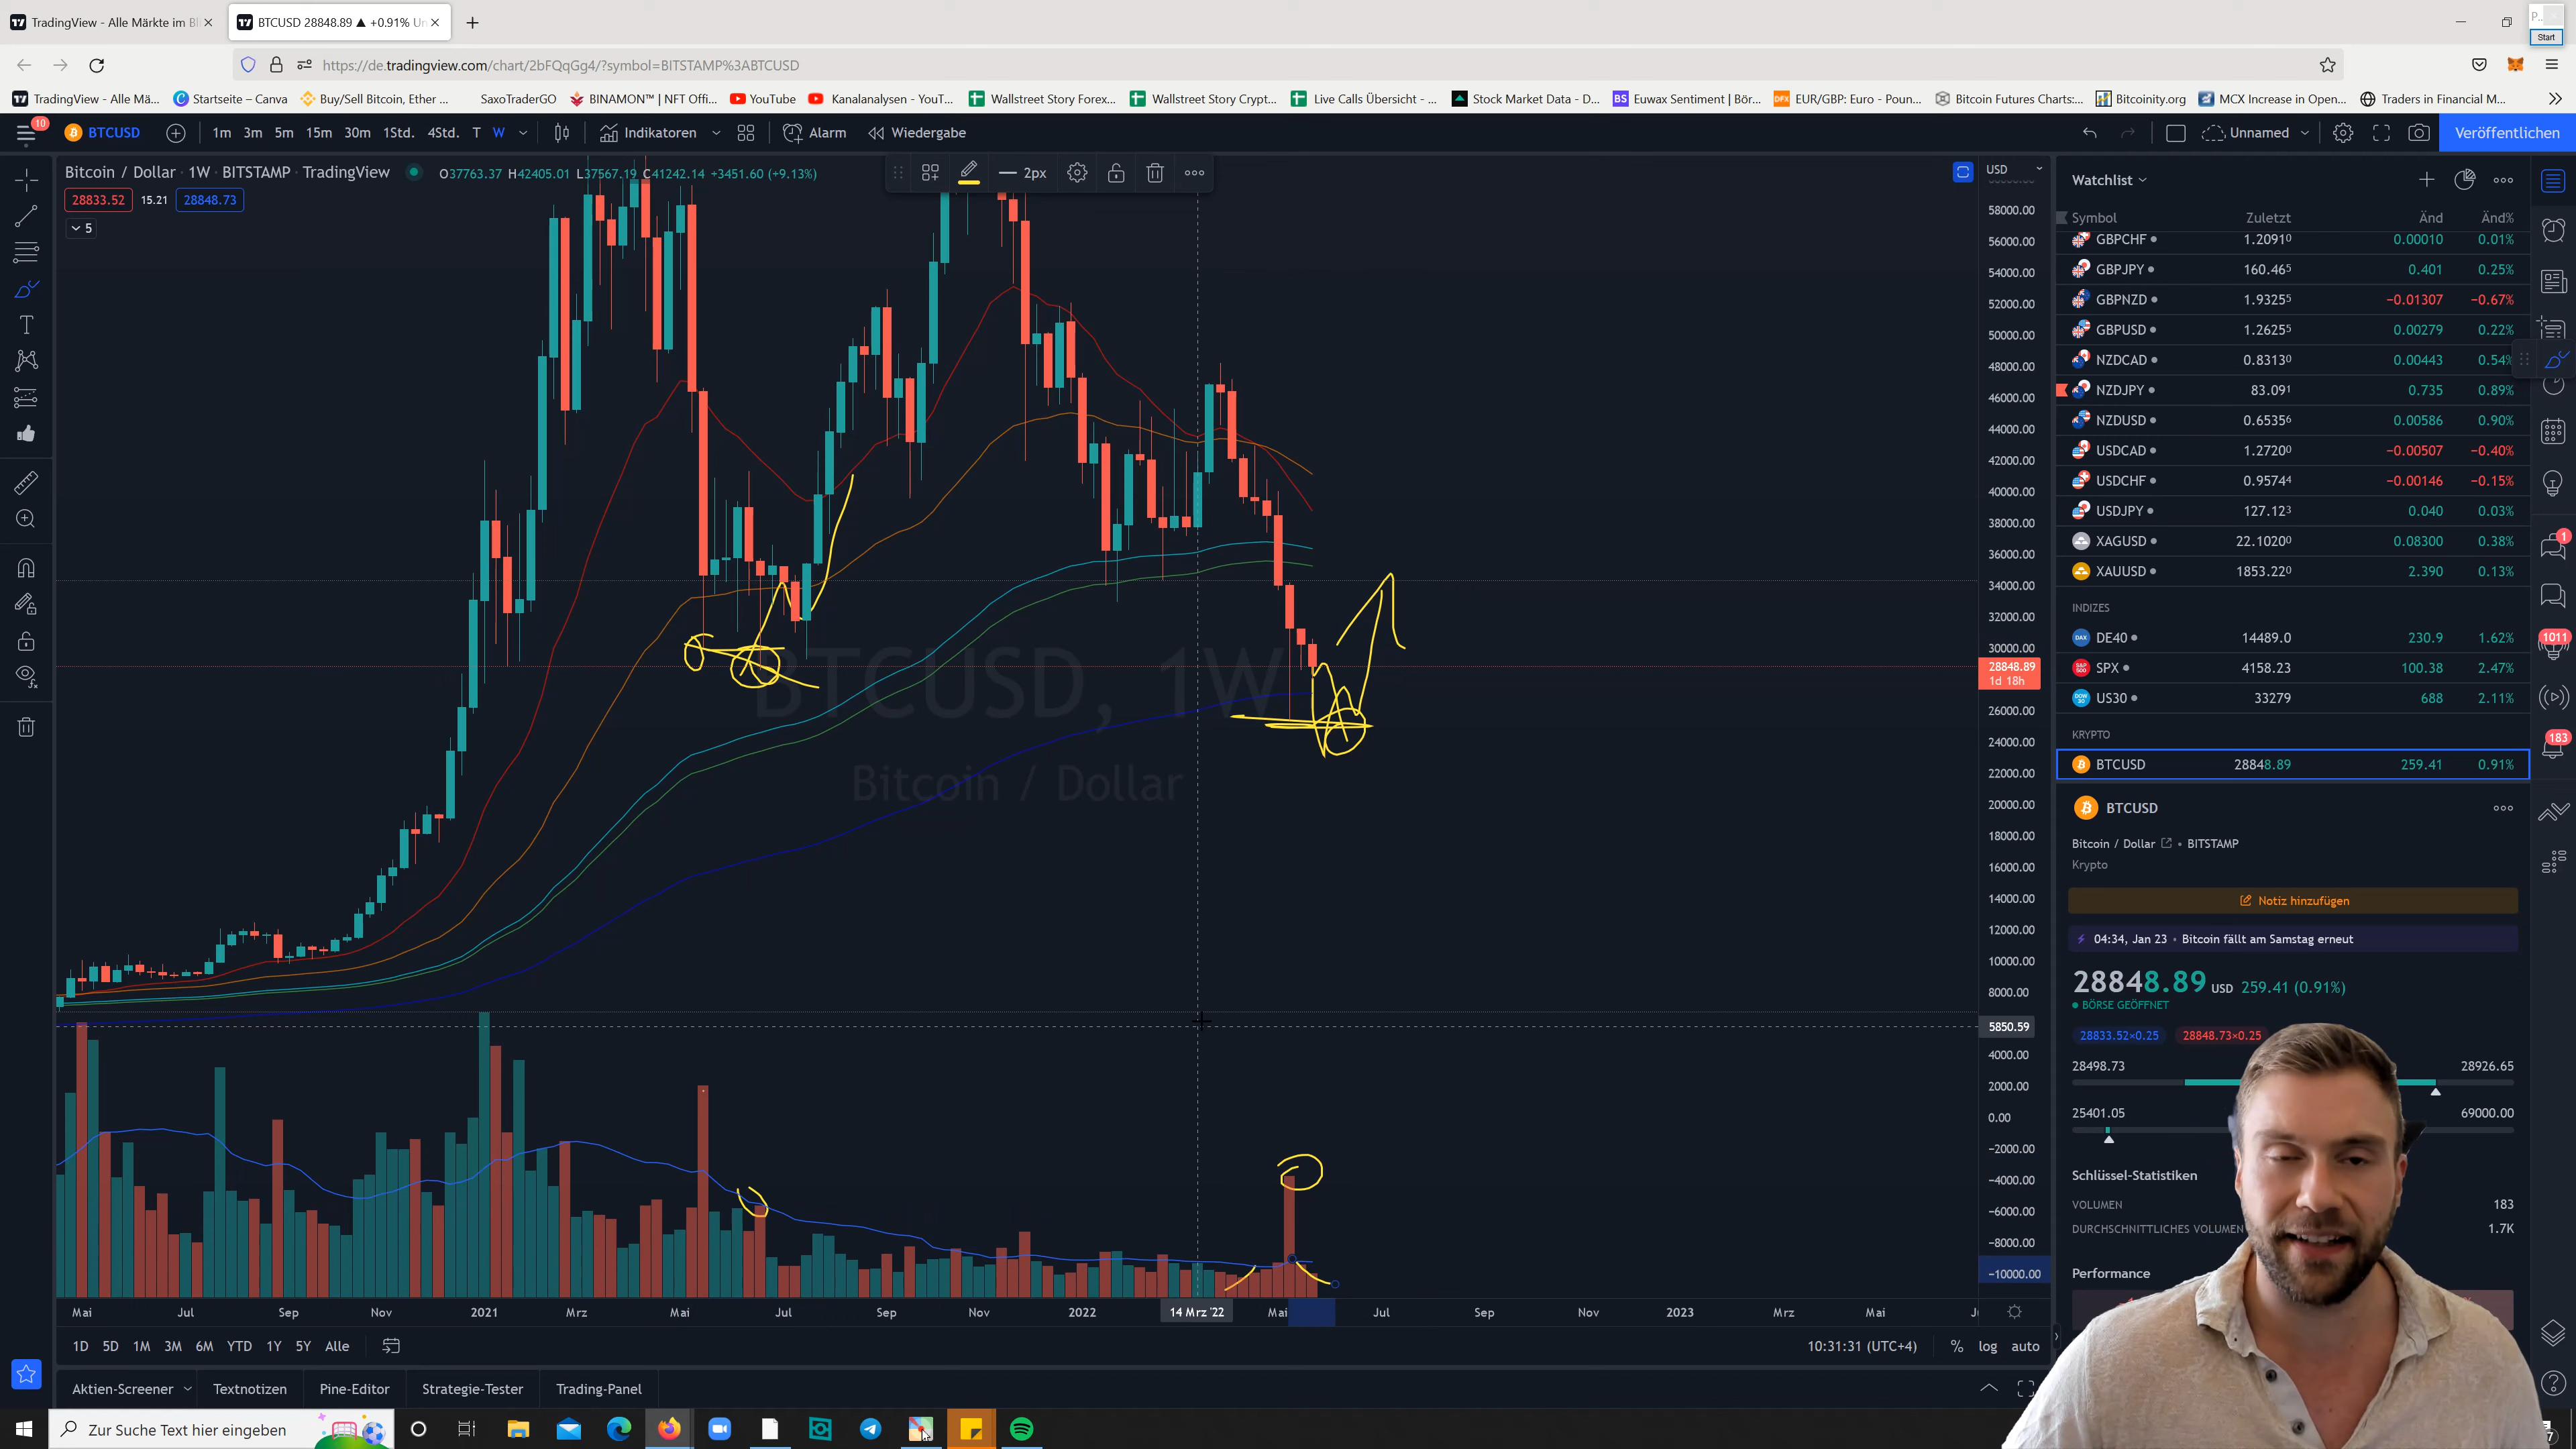 TradingView - Alle Märkte im Bl
BTCUSD 28848.89 ▲ +0.91% Un
Start
https://de.tradingview.com/chart/2bFQqGg4/?symbol=BITSTAMP%3ABTCUSD
TradingView - Alle Mä...
Startseite – Canva
Buy/Sell Bitcoin, Ether ...
SaxoTraderGO
BINAMON™ | NFT Offi...
YouTube
Kanalanalysen - YouT...
Wallstreet Story Forex...
Wallstreet Story Crypt...
Live Calls Übersicht - ...
Stock Market Data - D...
Euwax Sentiment | Bör...
EUR/GBP: Euro - Poun...
Bitcoin Futures Charts:...
Bitcoinity.org
MCX Increase in Open...
Traders in Financial M...
10
BTCUSD
1m 3m 5m 15m 30m 1Std. 4Std. T W
Indikatoren
Alarm
Wiedergabe
Unnamed
Veröffentlichen
Bitcoin / Dollar · 1W · BITSTAMP · TradingView
O37763.37 H42405.01 L37567.19 C41242.14 +3451.60 (+9.13%)
28833.52 15.21 28848.73
5
2px
USD
58000.00
56000.00
54000.00
52000.00
50000.00
48000.00
46000.00
44000.00
42000.00
40000.00
38000.00
36000.00
34000.00
32000.00
30000.00
28848.89
1d 18h
26000.00
24000.00
22000.00
20000.00
18000.00
16000.00
14000.00
12000.00
10000.00
8000.00
5850.59
4000.00
2000.00
0.00
−2000.00
−4000.00
−6000.00
−8000.00
−10000.00
BTCUSD, 1W
Bitcoin / Dollar
Mai Jul Sep Nov 2021 Mrz Mai Jul Sep Nov 2022 14 Mrz '22 Mai Jul Sep Nov 2023 Mrz Mai
1D 5D 1M 3M 6M YTD 1Y 5Y Alle
10:31:31 (UTC+4)
% log auto
Aktien-Screener
Textnotizen
Pine-Editor
Strategie-Tester
Trading-Panel
Watchlist
Symbol Zuletzt Änd Änd%
GBPCHF 1.20910 0.00010 0.01%
GBPJPY 160.465 0.401 0.25%
GBPNZD 1.93255 −0.01307 −0.67%
GBPUSD 1.26255 0.00279 0.22%
NZDCAD 0.83130 0.00443 0.54%
NZDJPY 83.091 0.735 0.89%
NZDUSD 0.65356 0.00586 0.90%
USDCAD 1.27200 −0.00507 −0.40%
USDCHF 0.95744 −0.00146 −0.15%
USDJPY 127.123 0.040 0.03%
XAGUSD 22.10200 0.08300 0.38%
XAUUSD 1853.220 2.390 0.13%
INDIZES
DE40 14489.0 230.9 1.62%
SPX 4158.23 100.38 2.47%
US30 33279 688 2.11%
KRYPTO
BTCUSD 28848.89 259.41 0.91%
BTCUSD
Bitcoin / Dollar • BITSTAMP
Krypto
Notiz hinzufügen
04:34, Jan 23 • Bitcoin fällt am Samstag erneut
28848.89 USD 259.41 (0.91%)
BÖRSE GEÖFFNET
28833.52×0.25 28848.73×0.25
28498.73 28926.65
25401.05 69000.00
Schlüssel-Statistiken
VOLUMEN 183
DURCHSCHNITTLICHES VOLUMEN 1.7K
Performance
1
1011
183
Zur Suche Text hier eingeben